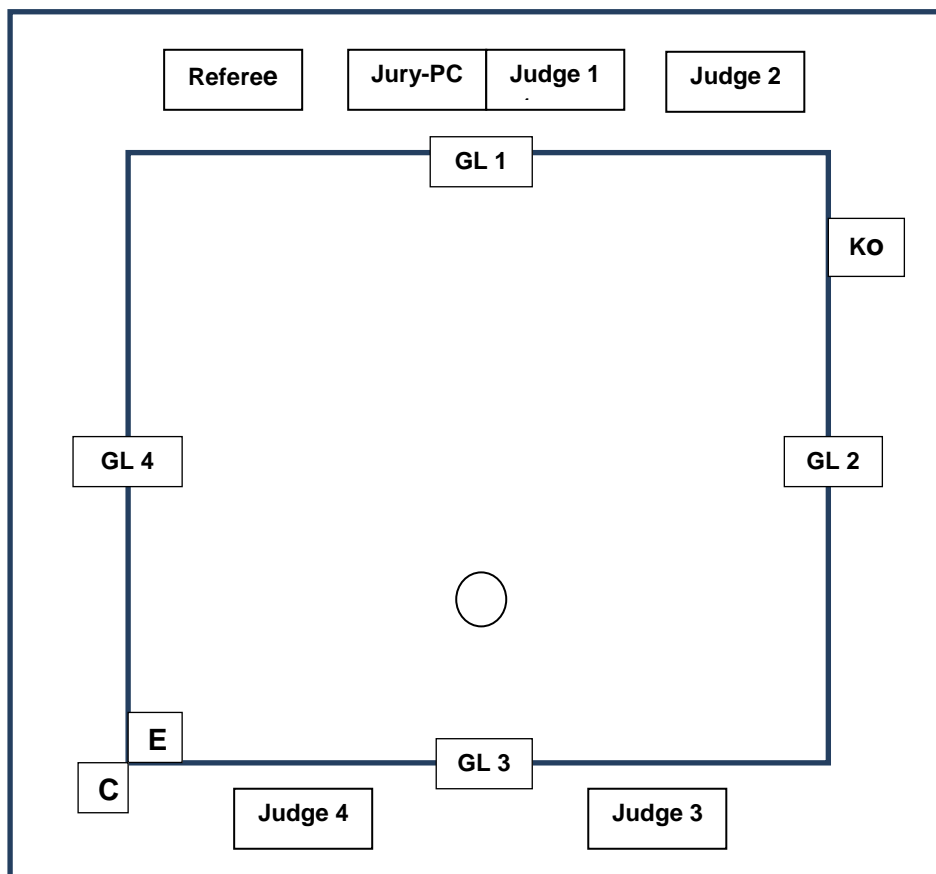 Referee
Jury-PC
Judge 1
Judge 2
GL 1
Ko
GL 4
GL 2
E
GL 3
C
Judge 4
Judge 3